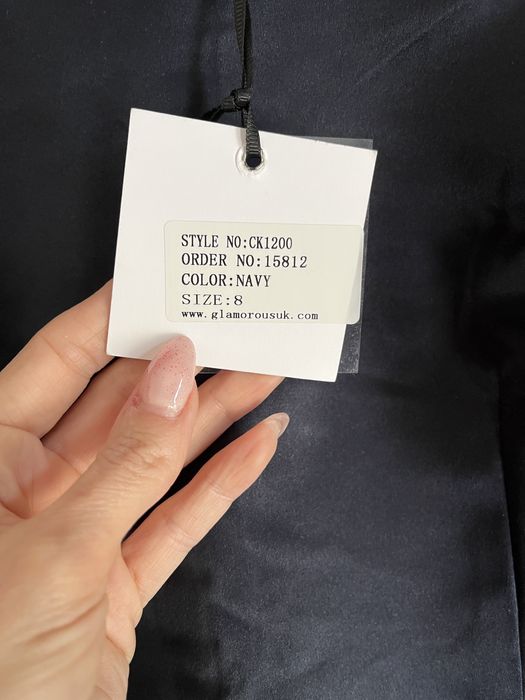 STYLE NO:CK1200
ORDER NO:15812
COLOR:NAVY
SIZE:8
www.glamorousuk.com